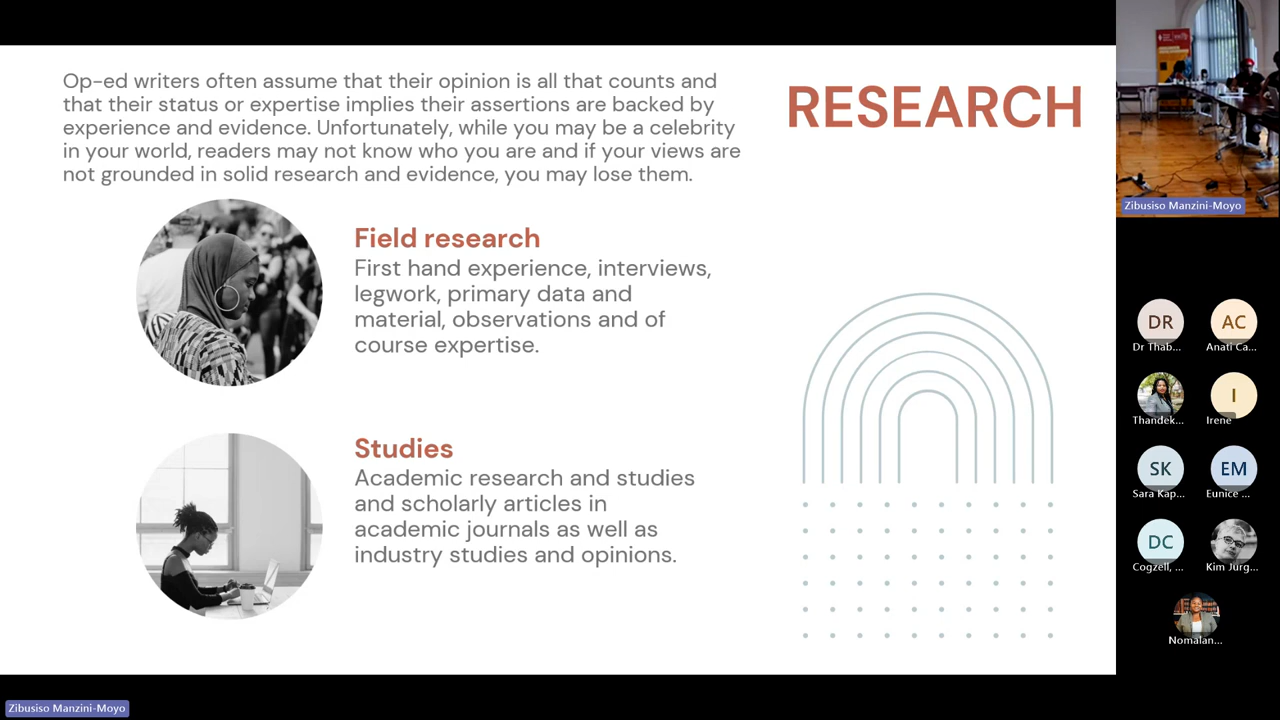 Op-ed writers often assume that their opinion is all that counts and
that their status or expertise implies their assertions are backed by
experience and evidence. Unfortunately, while you may be a celebrity
in your world, readers may not know who you are and if your views are
not grounded in solid research and evidence, you may lose them.
RESEARCH
Field research
First hand experience, interviews,
legwork, primary data and
material, observations and of
course expertise.
Studies
Academic research and studies
and scholarly articles in
academic journals as well as
industry studies and opinions.
Zibusiso Manzini-Moyo
DR
Dr Thab...
AC
Anati Ca...
Thandek...
I
Irene
SK
Sara Kap...
EM
Eunice ...
DC
Cogzell, ...
Kim Jurg...
Nomalan...
Zibusiso Manzini-Moyo